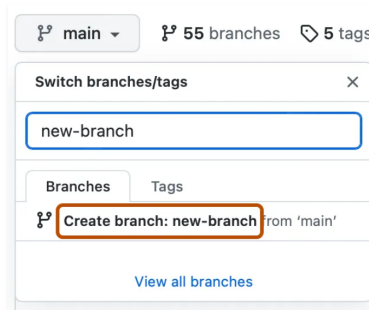 main 55 branches 5 tags
Switch branches/tags
new-branch
Branches Tags
Create branch: new-branch from ‘main’
View all branches